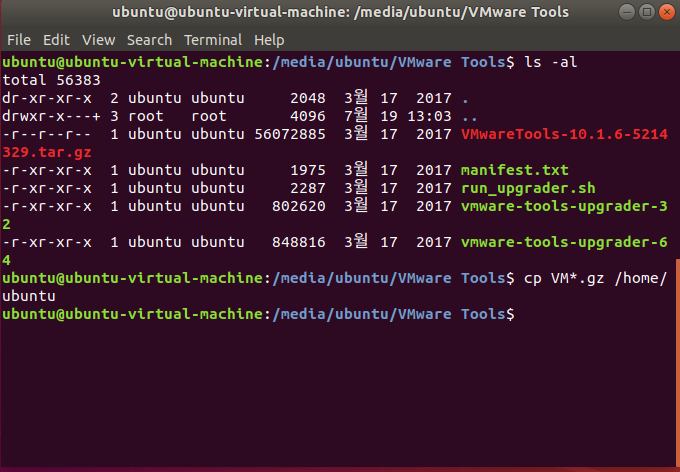 ubuntu@ubuntu-virtual-machine: /media/ubuntu/VMware Tools
File Edit View Search Terminal Help
ubuntu@ubuntu-virtual-machine:/media/ubuntu/VMware Tools$ ls -al
total 56383
dr-xr-xr-x 2 ubuntu ubuntu 2048 3월 17 2017 .
drwxr-x---+ 3 root root 4096 7월 19 13:03 ..
-r--r--r-- 1 ubuntu ubuntu 56072885 3월 17 2017 VMwareTools-10.1.6-5214
329.tar.gz
-r-xr-xr-x 1 ubuntu ubuntu 1975 3월 17 2017 manifest.txt
-r-xr-xr-x 1 ubuntu ubuntu 2287 3월 17 2017 run_upgrader.sh
-r-xr-xr-x 1 ubuntu ubuntu 802620 3월 17 2017 vmware-tools-upgrader-3
2
-r-xr-xr-x 1 ubuntu ubuntu 848816 3월 17 2017 vmware-tools-upgrader-6
4
ubuntu@ubuntu-virtual-machine:/media/ubuntu/VMware Tools$ cp VM*.gz /home/
ubuntu
ubuntu@ubuntu-virtual-machine:/media/ubuntu/VMware Tools$